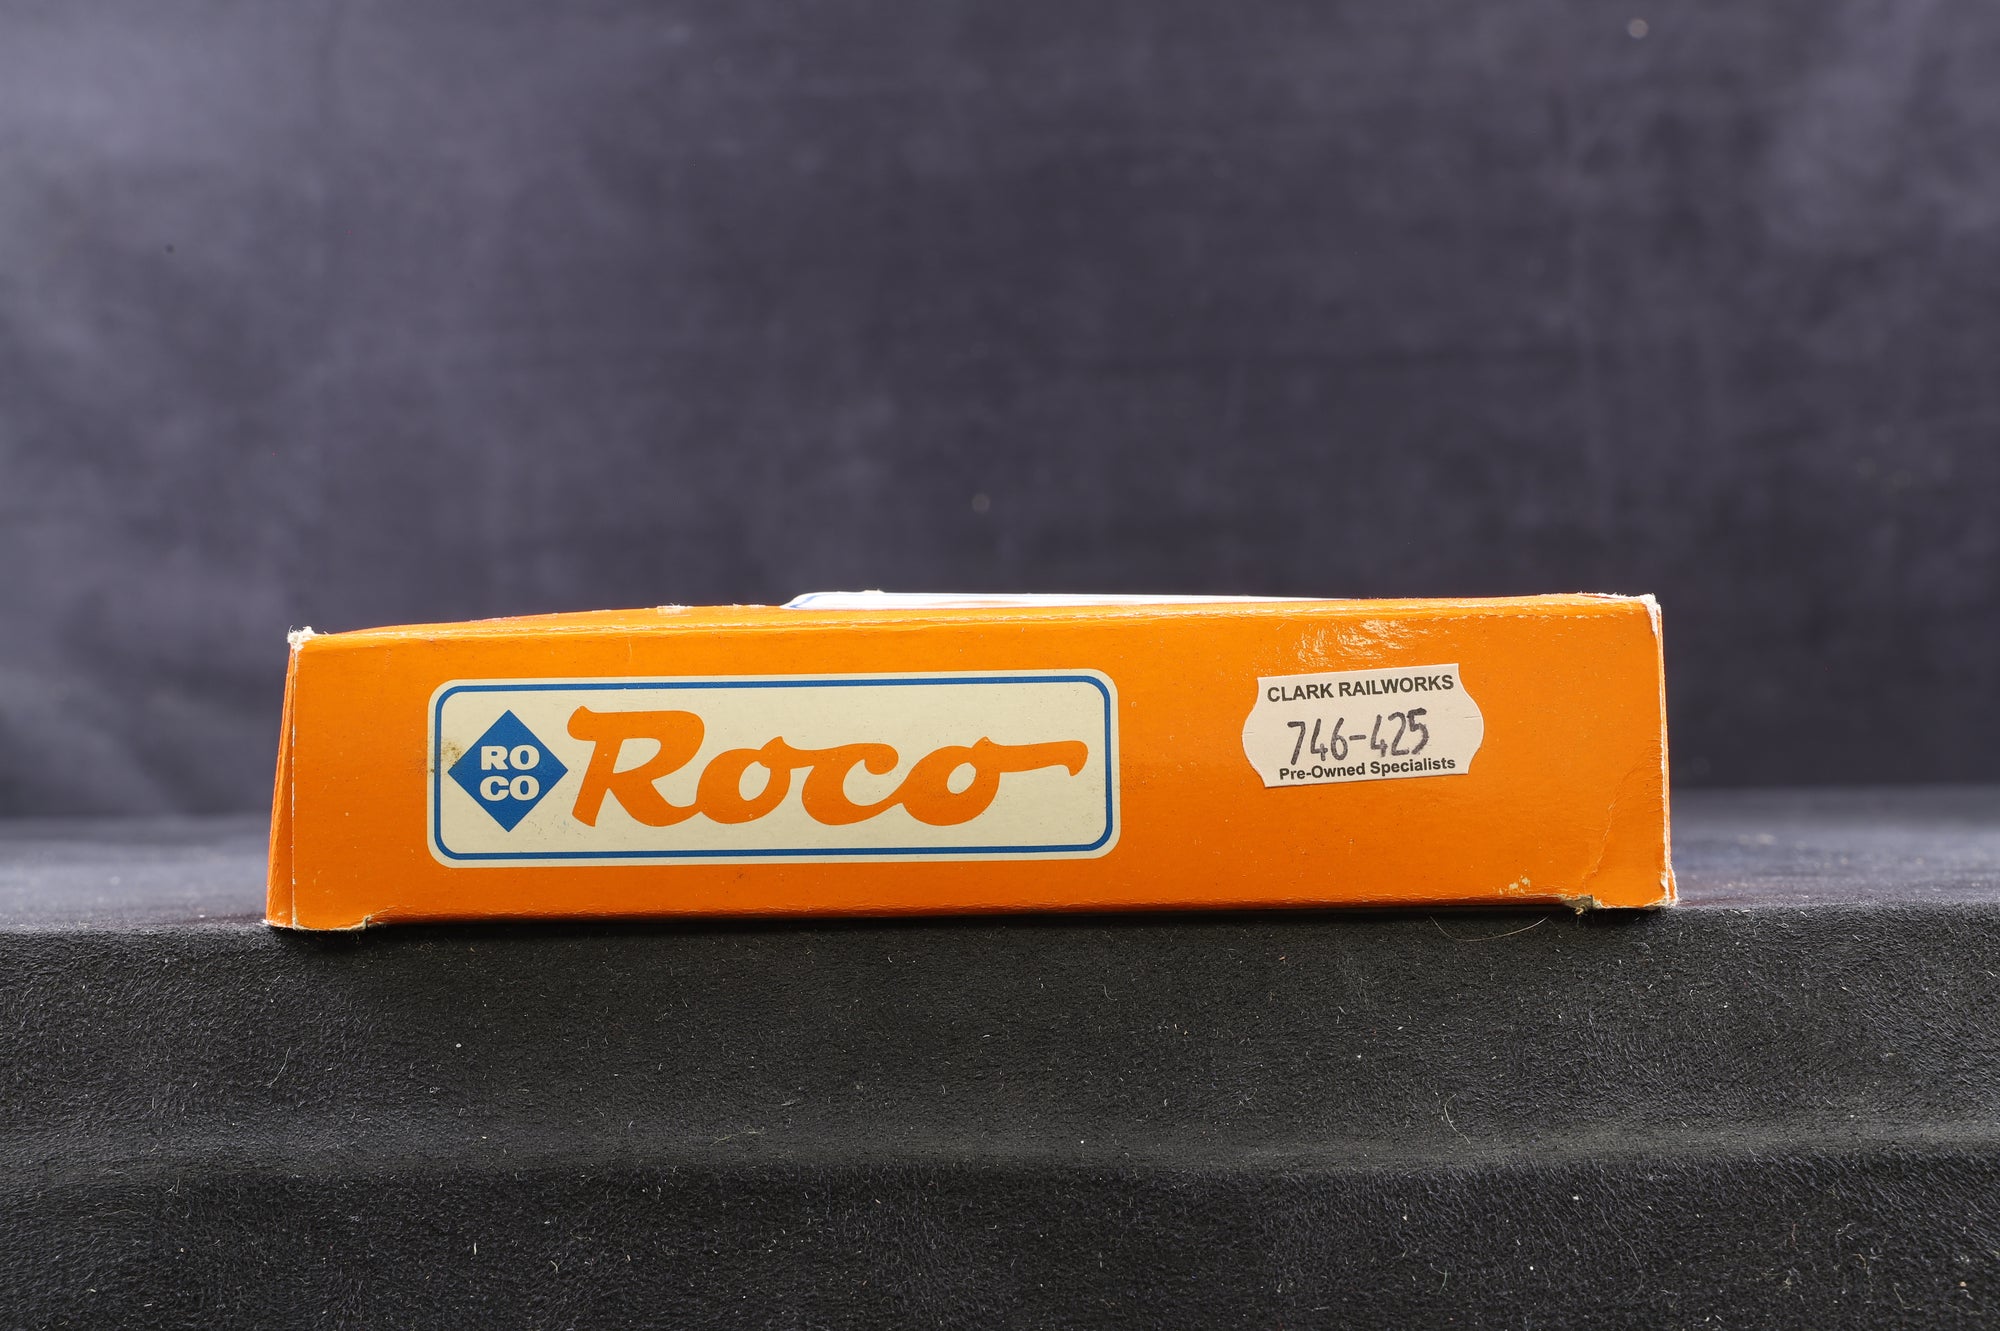 RO
CO
Roco
CLARK RAILWORKS
746-425
Pre-Owned Specialists